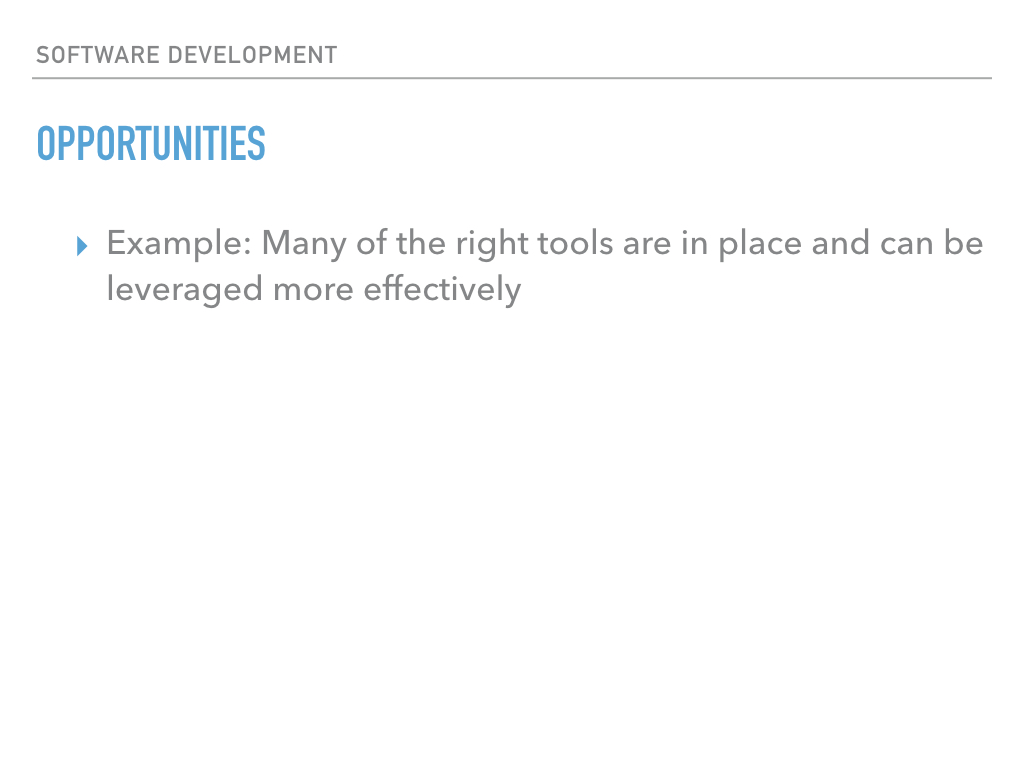 SOFTWARE DEVELOPMENT
OPPORTUNITIES
Example: Many of the right tools are in place and can be
leveraged more effectively